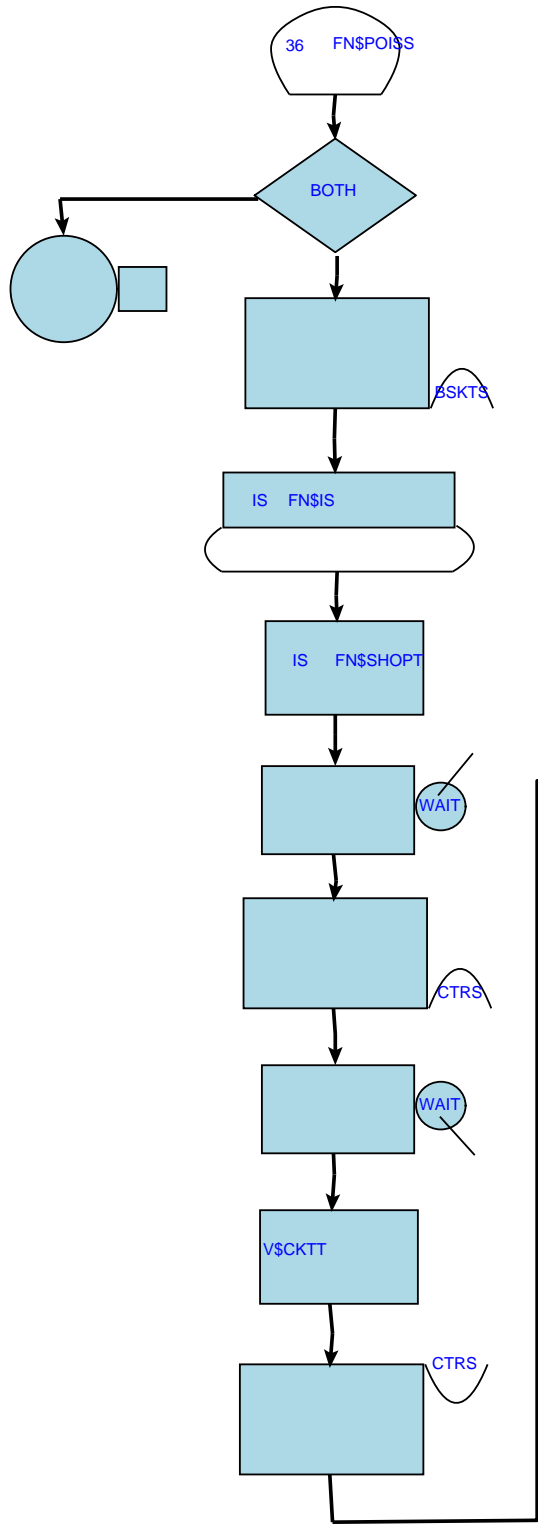 36 FN$POISS
BOTH
BSKTS
IS FN$IS
IS FN$SHOPT
WAIT
CTRS
WAIT
V$CKTT
CTRS